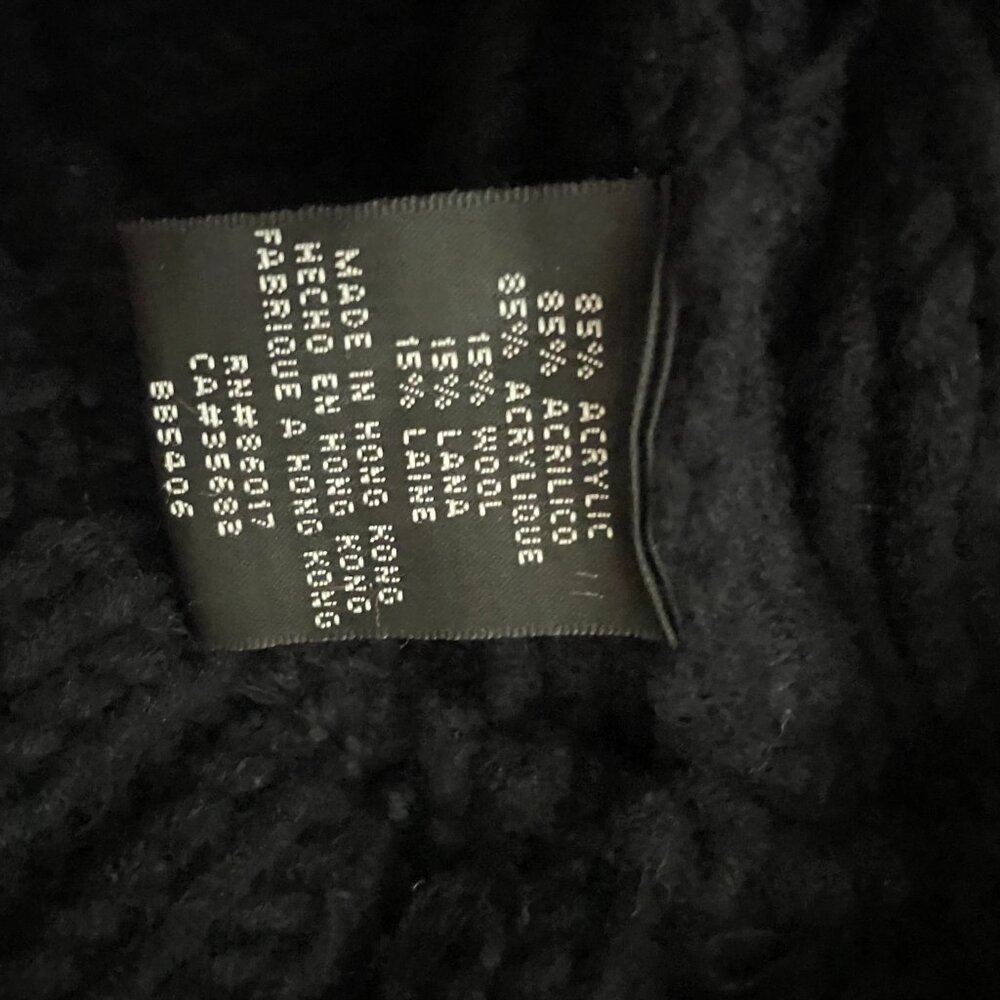 85% ACRYLIC
85% ACRILICO
85% ACRYLIQUE
15% WOOL
15% LANA
15% LAINE
MADE IN HONG KONG
HECHO EN HONG KONG
FABRIQUE A HONG KONG
RN#86017
CA#35682
BB5406